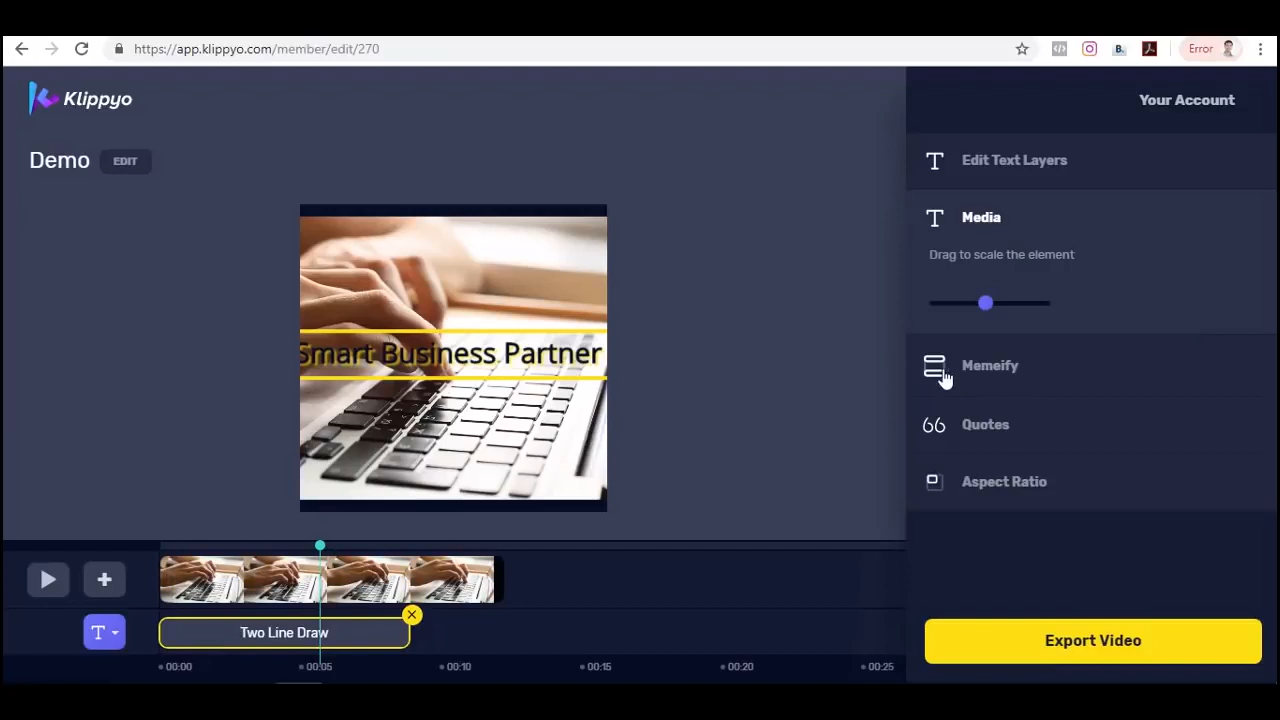 https://app.klippyo.com/member/edit/270
Error
Klippyo
Your Account
Demo
EDIT
Edit Text Layers
Media
Drag to scale the element
Smart Business Partner
Memeify
Quotes
Aspect Ratio
T
Two Line Draw
00:00
00:05
00:10
00:15
00:20
00:25
Export Video